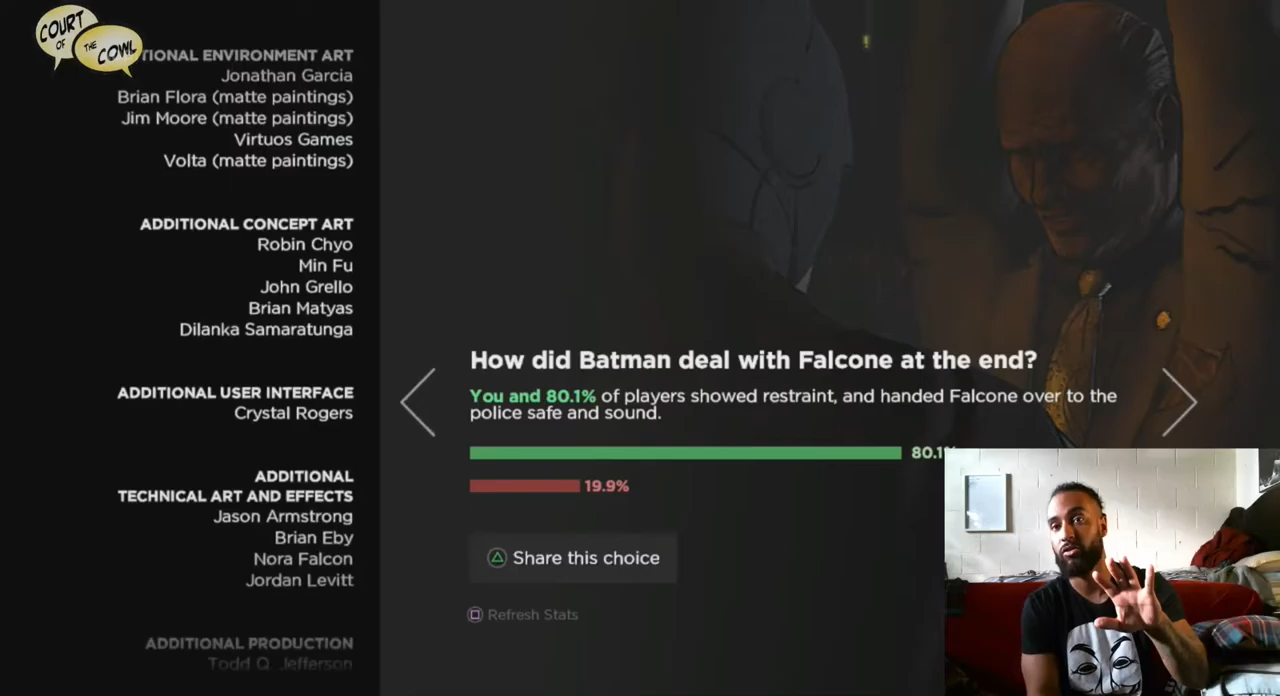 COURT
OF
THE
COWL
TIONAL ENVIRONMENT ART
Jonathan Garcia
Brian Flora (matte paintings)
Jim Moore (matte paintings)
Virtuos Games
Volta (matte paintings)
ADDITIONAL CONCEPT ART
Robin Chyo
Min Fu
John Grello
Brian Matyas
Dilanka Samaratunga
ADDITIONAL USER INTERFACE
Crystal Rogers
ADDITIONAL
TECHNICAL ART AND EFFECTS
Jason Armstrong
Brian Eby
Nora Falcon
Jordan Levitt
ADDITIONAL PRODUCTION
Todd Q. Jefferson
How did Batman deal with Falcone at the end?
You and 80.1% of players showed restraint, and handed Falcone over to the
police safe and sound.
80.1%
19.9%
Share this choice
Refresh Stats